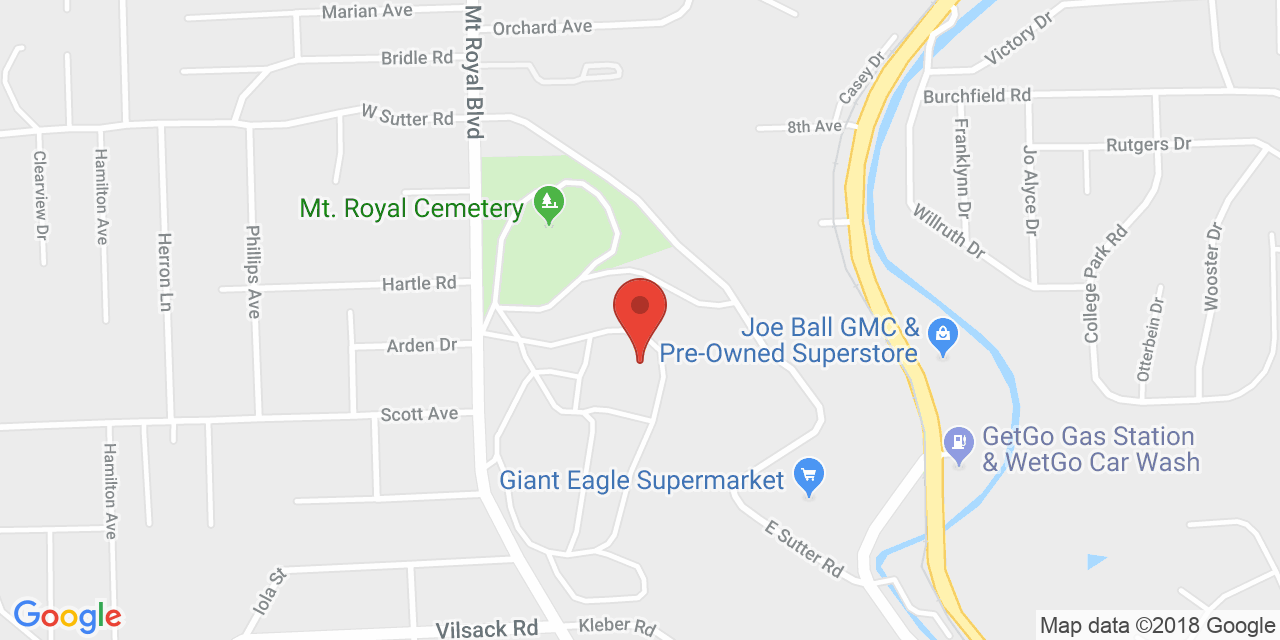 Marian Ave
Orchard Ave
Mt Royal Blvd
Bridle Rd
W Sutter Rd
Casey Dr
Victory Dr
Burchfield Rd
8th Ave
Franklynn Dr
Jo Alyce Dr
Rutgers Dr
Clearview Dr
Hamilton Ave
Herron Ln
Phillips Ave
Mt. Royal Cemetery
Willruth Dr
College Park Rd
Wooster Dr
Otterbein Dr
Hartle Rd
Arden Dr
Joe Ball GMC &
Pre-Owned Superstore
Scott Ave
Hamilton Ave
GetGo Gas Station
& WetGo Car Wash
Giant Eagle Supermarket
E Sutter Rd
Iola St
Vilsack Rd
Kleber Rd
Google
Map data ©2018 Google